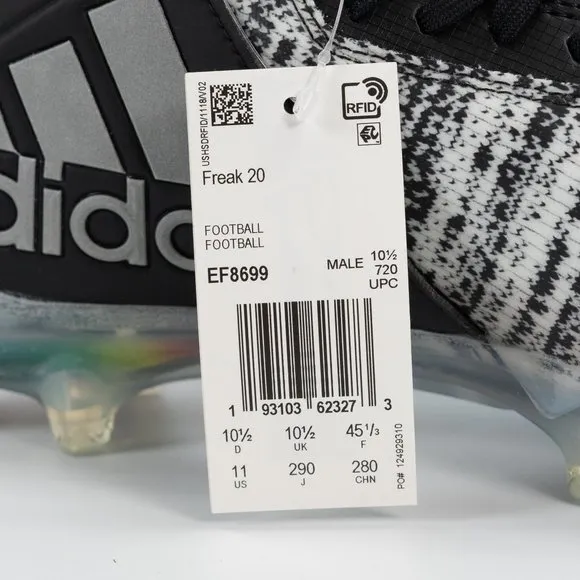 adidas
USHSDRFID/1118/V02
RFID
Freak 20
FOOTBALL
FOOTBALL
EF8699
MALE 10½
720
UPC
1 93103 62327 3
10½ 10½ 45¹/³
D UK F
11 290 280
US J CHN
PO# 124929310